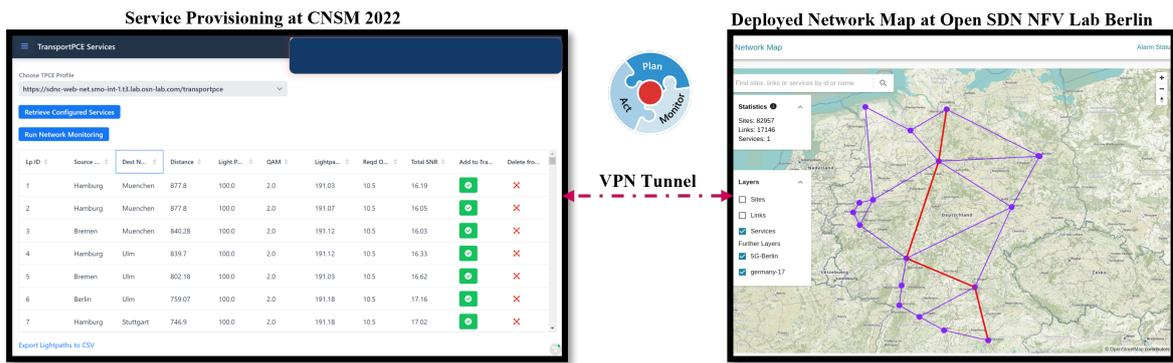 Service Provisioning at CNSM 2022
TransportPCE Services
Choose TPCE Profile
https://sdnc-web-net.smo-int-1.t3.lab.osn-lab.com/transportpce
Retrieve Configured Services
Run Network Monitoring
Lp ID Source ... Dest N... Distance Light P... QAM Lightpa... Reqd O... Total SNR Add to Tra... Delete fro...
1 Hamburg Muenchen 877.8 100.0 2.0 191.03 10.5 16.19
2 Hamburg Muenchen 877.8 100.0 2.0 191.07 10.5 16.05
3 Bremen Muenchen 840.28 100.0 2.0 191.12 10.5 16.03
4 Hamburg Ulm 839.7 100.0 2.0 191.12 10.5 16.33
5 Bremen Ulm 802.18 100.0 2.0 191.03 10.5 16.62
6 Berlin Ulm 759.07 100.0 2.0 191.18 10.5 17.16
7 Hamburg Stuttgart 746.9 100.0 2.0 191.18 10.5 17.02
Export Lightpaths to CSV
Plan
Act
Monitor
VPN Tunnel
Deployed Network Map at Open SDN NFV Lab Berlin
Network Map
Alarm Statu
Find sites, links or services by id or name
+
−
Statistics
Sites: 82957
Links: 17146
Services: 1
Layers
Sites
Links
Services
Further Layers
5G-Berlin
germany-17
Deutschland
Česko
© OpenStreetMap contributors